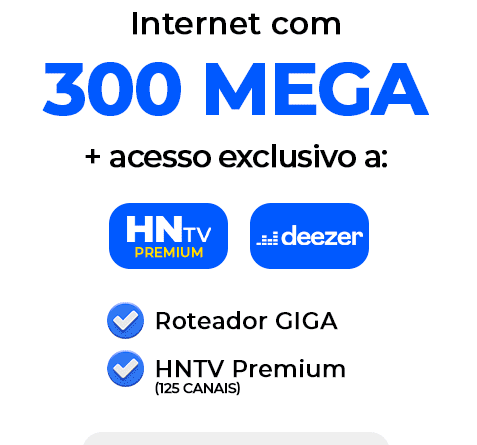 Internet com
300 MEGA
+ acesso exclusivo a:
HNTV
PREMIUM
deezer
Roteador GIGA
HNTV Premium
(125 CANAIS)